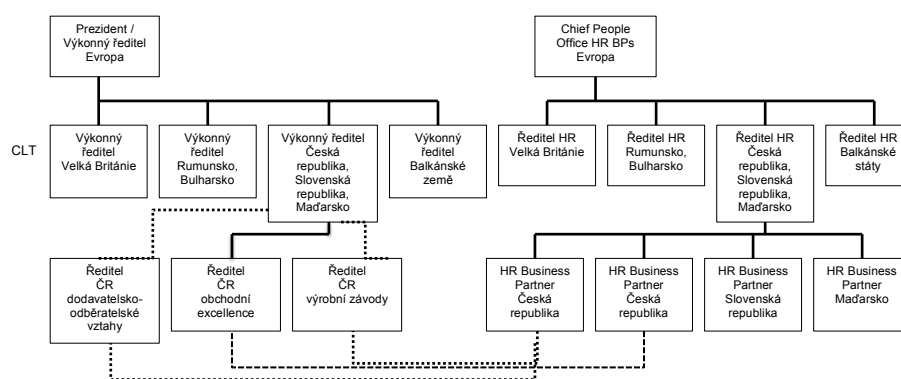 Prezident /
Výkonný ředitel
Evropa
Chief People
Office HR BPs
Evropa
CLT
Výkonný
ředitel
Velká Británie
Výkonný
ředitel
Rumunsko,
Bulharsko
Výkonný ředitel
Česká
republika,
Slovenská
republika,
Maďarsko
Výkonný
ředitel
Balkánské
země
Ředitel HR
Velká Británie
Ředitel HR
Rumunsko,
Bulharsko
Ředitel HR
Česká
republika,
Slovenská
republika,
Maďarsko
Ředitel HR
Balkánské
státy
Ředitel
ČR
dodavatelsko-
odběratelské
vztahy
Ředitel
ČR
obchodní
excellence
Ředitel
ČR
výrobní závody
HR Business
Partner
Česká
republika
HR Business
Partner
Česká
republika
HR Business
Partner
Slovenská
republika
HR Business
Partner
Maďarsko